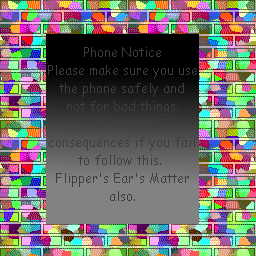 Phone Notice
Please make sure you use
the phone safely and
not for bad things.
consequences if you fail
to follow this.
Flipper's Ear's Matter
also.